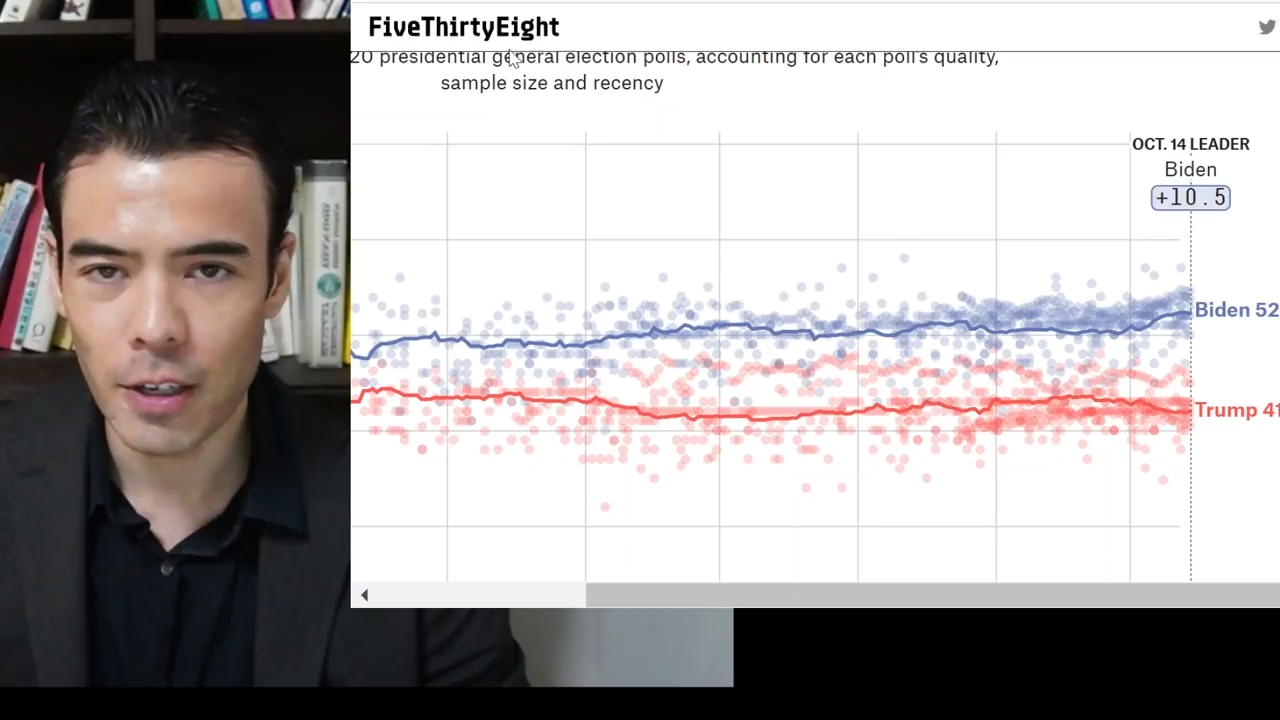 FiveThirtyEight
20 presidential general election polls, accounting for each poll's quality,
sample size and recency
OCT. 14 LEADER
Biden
+10.5
Biden 52
Trump 41